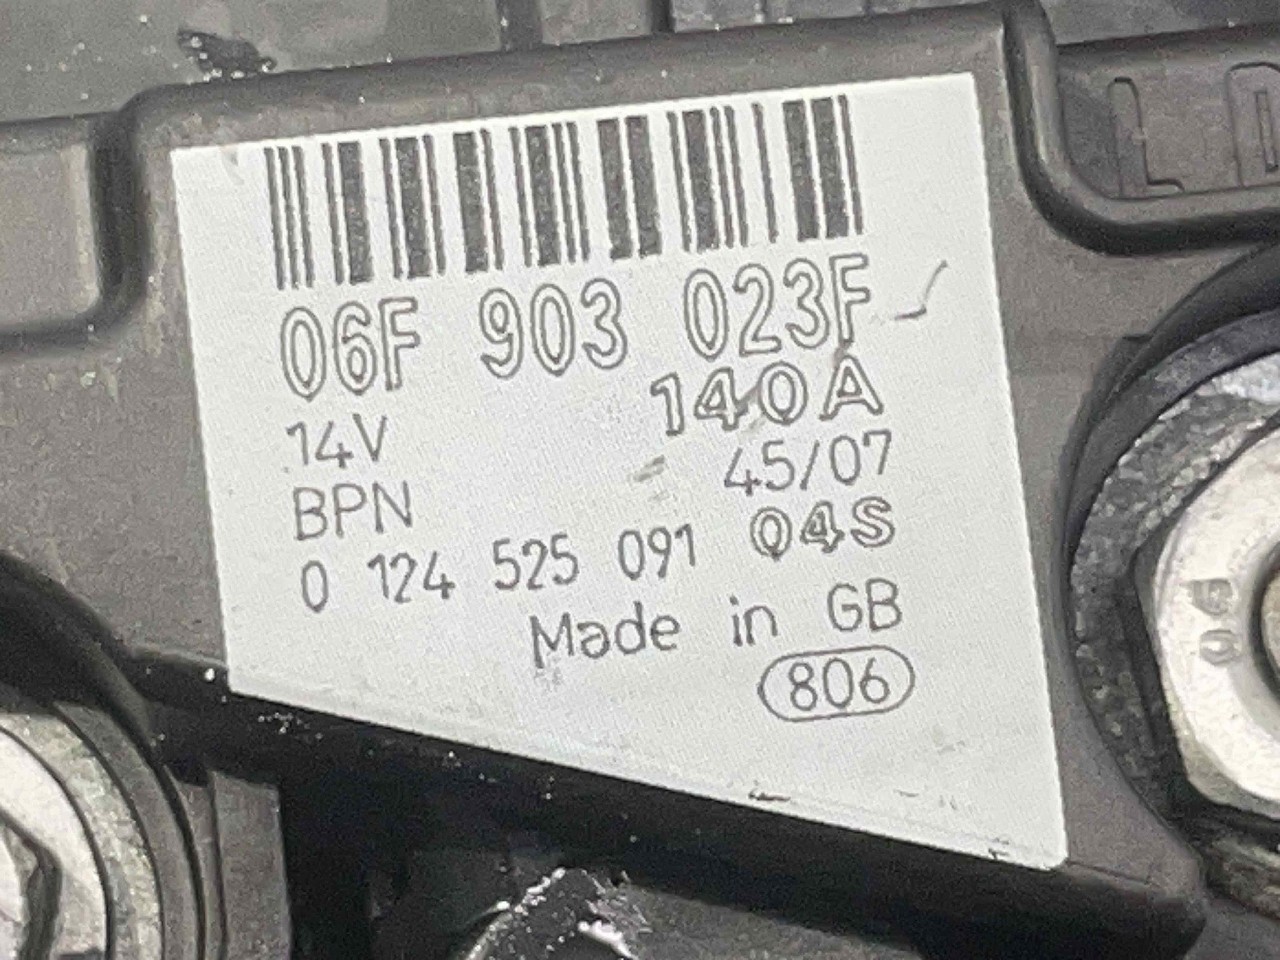 06F 903 023F
14V 140A
BPN 45/07
0 124 525 091 04S
Made in GB
806